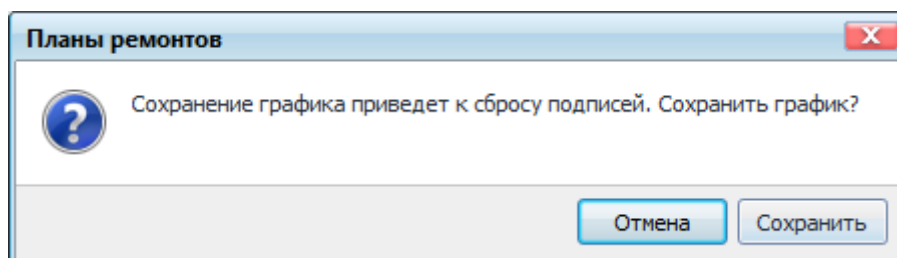 Планы ремонтов
Сохранение графика приведет к сбросу подписей. Сохранить график?
Отмена
Сохранить